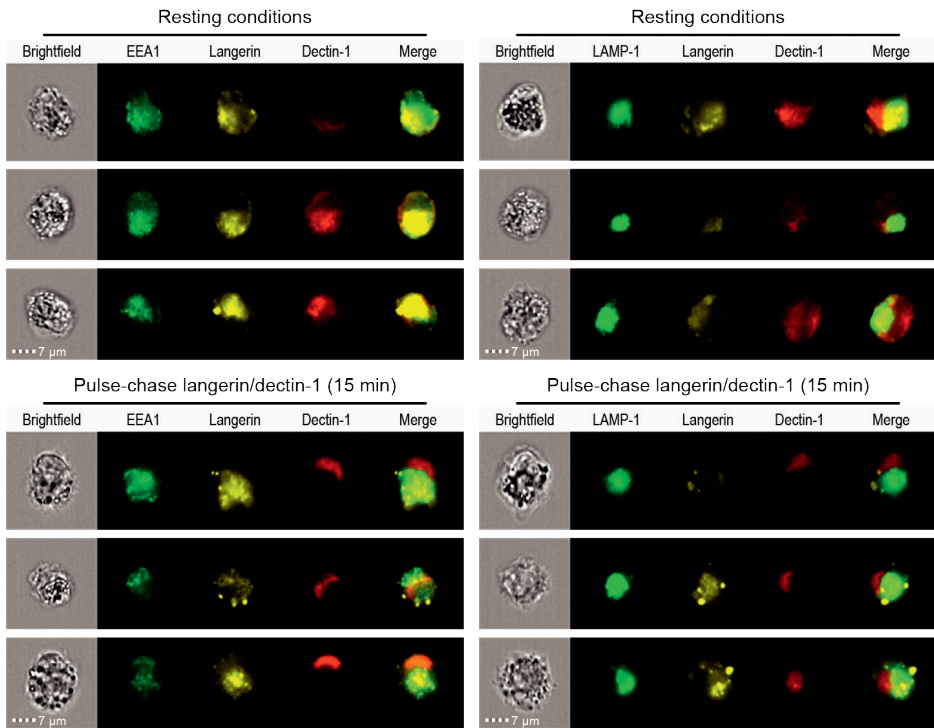 Resting conditions
Brightfield EEA1 Langerin Dectin-1 Merge
7 µm
Resting conditions
Brightfield LAMP-1 Langerin Dectin-1 Merge
7 µm
Pulse-chase langerin/dectin-1 (15 min)
Brightfield EEA1 Langerin Dectin-1 Merge
7 µm
Pulse-chase langerin/dectin-1 (15 min)
Brightfield LAMP-1 Langerin Dectin-1 Merge
7 µm